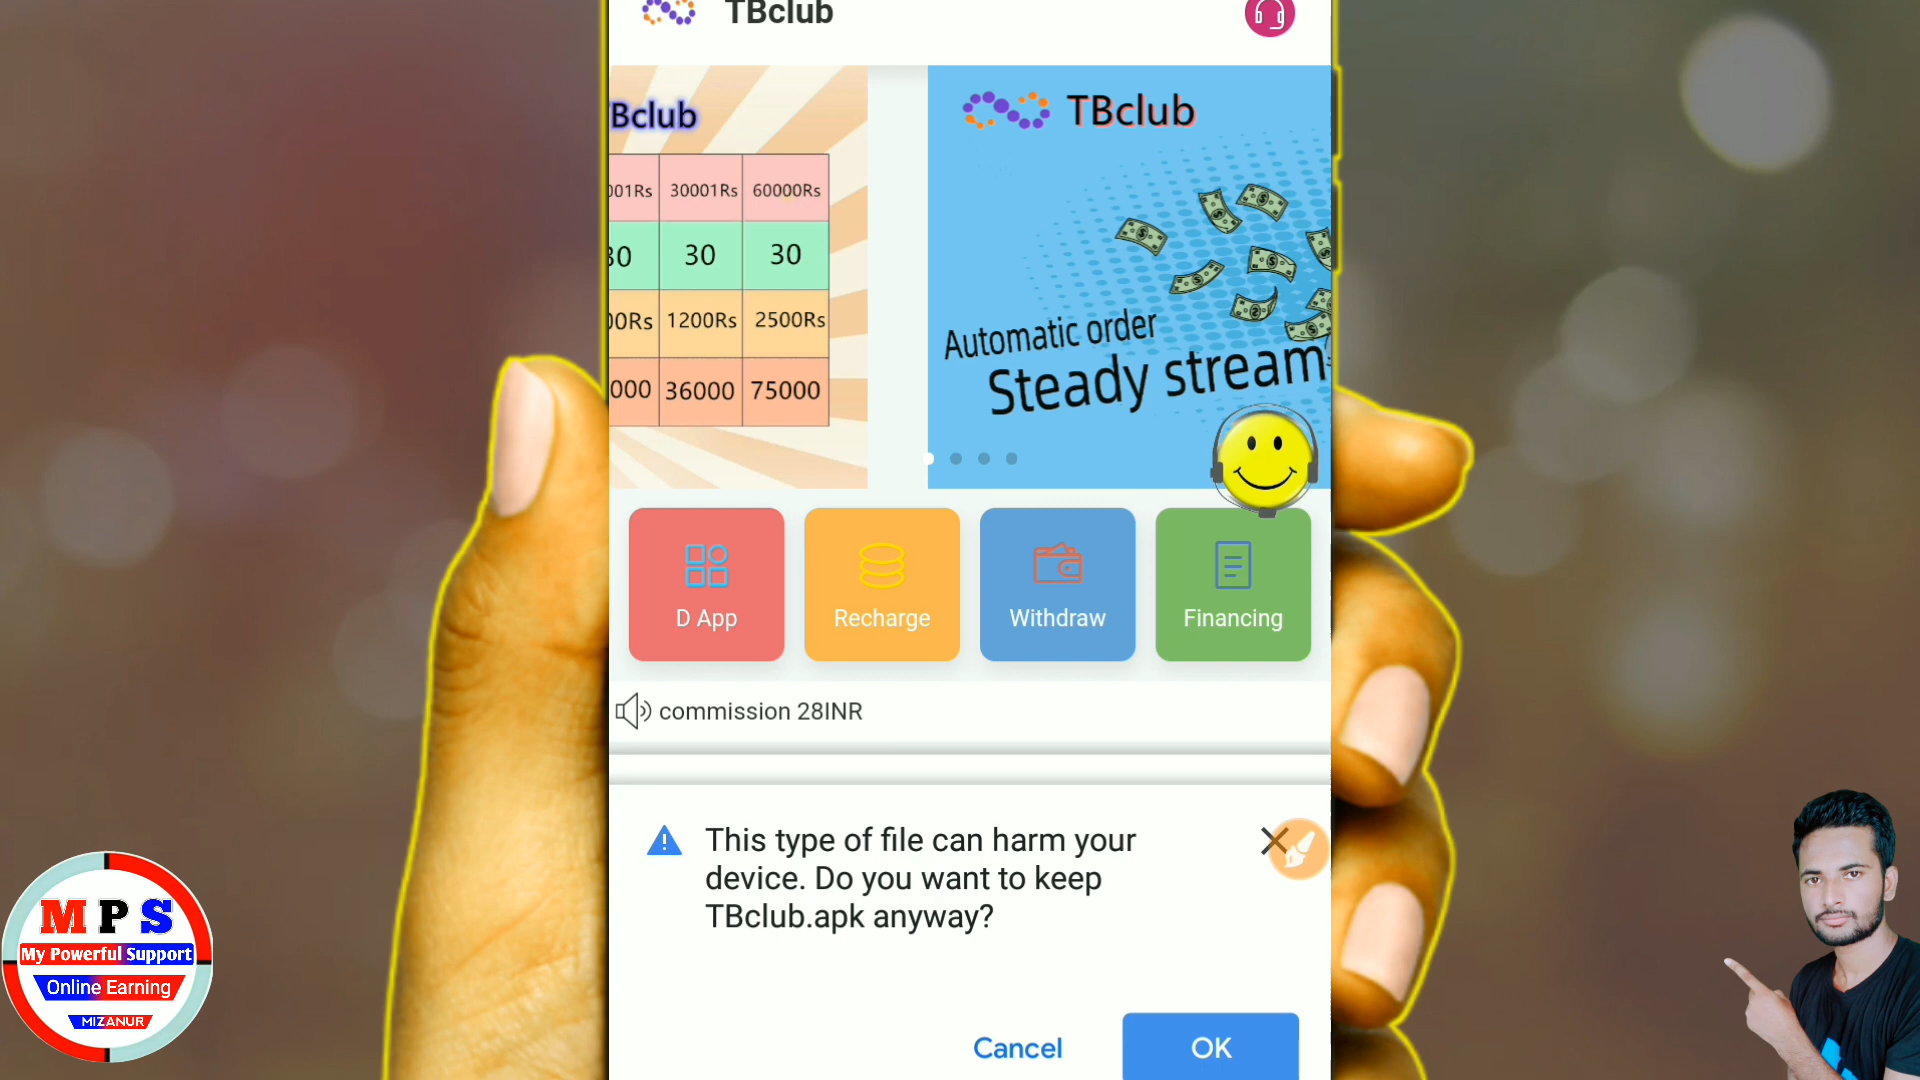 TBclub
Bclub
001Rs 30001Rs 60000Rs
30 30 30
00Rs 1200Rs 2500Rs
000 36000 75000
TBclub
Automatic order
Steady stream
D App
Recharge
Withdraw
Financing
commission 28INR
This type of file can harm your
device. Do you want to keep
TBclub.apk anyway?
Cancel
OK
M P S
My Powerful Support
Online Earning
MIZANUR